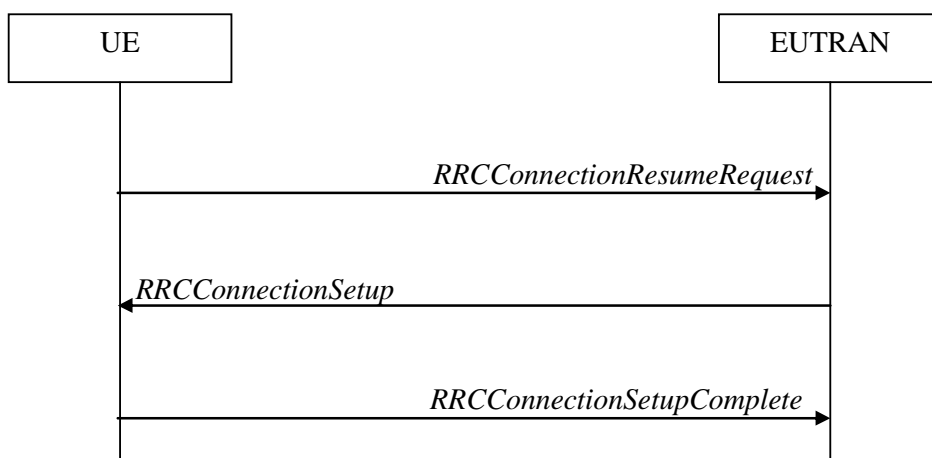 UE
EUTRAN
RRCConnectionResumeRequest
RRCConnectionSetup
RRCConnectionSetupComplete